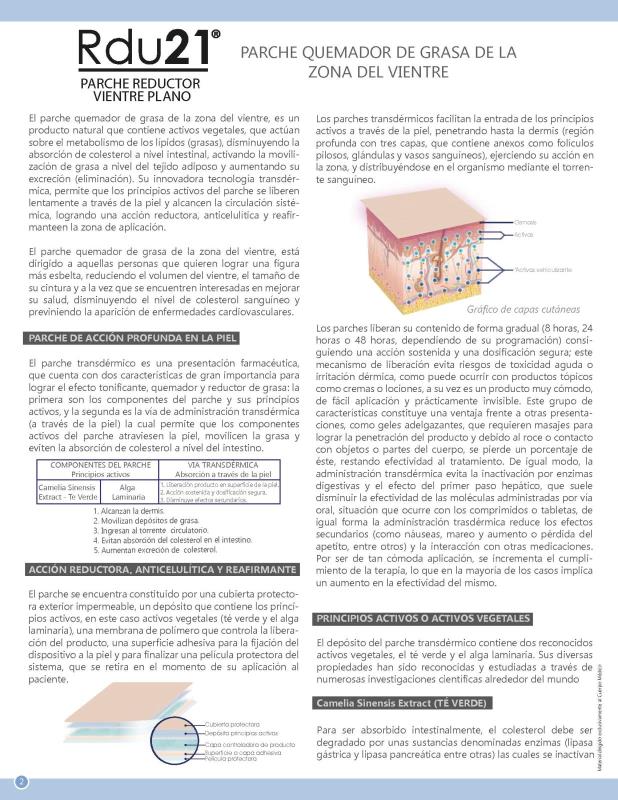 Rdu21®
PARCHE REDUCTOR
VIENTRE PLANO
PARCHE QUEMADOR DE GRASA DE LA
ZONA DEL VIENTRE
El parche quemador de grasa de la zona del vientre, es un
producto natural que contiene activos vegetales, que actúan
sobre el metabolismo de los lípidos (grasas), disminuyendo la
absorción de colesterol a nivel intestinal, activando la movili-
zación de grasa a nivel del tejido adiposo y aumentando su
excreción (eliminación). Su innovadora tecnología transdér-
mica, permite que los principios activos del parche se liberen
lentamente a través de la piel y alcancen la circulación sisté-
mica, logrando una acción reductora, anticelulítica y reafir-
manteen la zona de aplicación.
El parche quemador de grasa de la zona del vientre, está
dirigido a aquellas personas que quieren lograr una figura
más esbelta, reduciendo el volumen del vientre, el tamaño de
su cintura y a la vez que se encuentren interesadas en mejorar
su salud, disminuyendo el nivel de colesterol sanguíneo y
previniendo la aparición de enfermedades cardiovasculares.
PARCHE DE ACCIÓN PROFUNDA EN LA PIEL
El parche transdérmico es una presentación farmacéutica,
que cuenta con dos características de gran importancia para
lograr el efecto tonificante, quemador y reductor de grasa: la
primera son los componentes del parche y sus principios
activos, y la segunda es la vía de administración transdérmica
(a través de la piel) la cual permite que los componentes
activos del parche atraviesen la piel, movilicen la grasa y
eviten la absorción de colesterol a nivel del intestino.
COMPONENTES DEL PARCHE
Principios activos
VIA TRANSDÉRMICA
Absorción a través de la piel
Camelia Sinensis
Extract - Te Verde
Alga
Laminaria
1. Liberación producto en superficie de la piel.
2. Acción sostenida y dosificación segura.
3. Disminuye efectos secundarios.
1. Alcanzan la dermis.
2. Movilizan depósitos de grasa.
3. Ingresan al torrente circulatorio.
4. Evitan absorción del colesterol en el intestino.
5. Aumentan excreción de colesterol.
ACCIÓN REDUCTORA, ANTICELULÍTICA Y REAFIRMANTE
El parche se encuentra constituido por una cubierta protecto-
ra exterior impermeable, un depósito que contiene los princi-
pios activos, en este caso activos vegetales (té verde y el alga
laminaria), una membrana de polímero que controla la libera-
ción del producto, una superficie adhesiva para la fijación del
dispositivo a la piel y para finalizar una película protectora del
sistema, que se retira en el momento de su aplicación al
paciente.
Cubierta protectora
Depósito principios activos
Capa controladora de producto
Superficie o capa adhesiva
Película protectora
2
Los parches transdérmicos facilitan la entrada de los principios
activos a través de la piel, penetrando hasta la dermis (región
profunda con tres capas, que contiene anexos como folículos
pilosos, glándulas y vasos sanguíneos), ejerciendo su acción en
la zona, y distribuyéndose en el organismo mediante el torren-
te sanguíneo.
Osmosis
Activos
Activos vehiculizante
Gráfico de capas cutáneas
Los parches liberan su contenido de forma gradual (8 horas, 24
horas o 48 horas, dependiendo de su programación) consi-
guiendo una acción sostenida y una dosificación segura; este
mecanismo de liberación evita riesgos de toxicidad aguda o
irritación dérmica, como puede ocurrir con productos tópicos
como cremas o lociones, a su vez es un producto muy cómodo,
de fácil aplicación y prácticamente invisible. Este grupo de
características constituye una ventaja frente a otras presenta-
ciones, como geles adelgazantes, que requieren masajes para
lograr la penetración del producto y debido al roce o contacto
con objetos o partes del cuerpo, se pierde un porcentaje de
éste, restando efectividad al tratamiento. De igual modo, la
administración transdérmica evita la inactivación por enzimas
digestivas y el efecto del primer paso hepático, que suele
disminuir la efectividad de las moléculas administradas por vía
oral, situación que ocurre con los comprimidos o tabletas, de
igual forma la administración trasdérmica reduce los efectos
secundarios (como náuseas, mareo y aumento o pérdida del
apetito, entre otros) y la interacción con otras medicaciones.
Por ser de tan cómoda aplicación, se incrementa el cumpli-
miento de la terapía, lo que en la mayoría de los casos implíca
un aumento en la efectividad del mismo.
PRINCIPIOS ACTIVOS O ACTIVOS VEGETALES
El depósito del parche transdérmico contiene dos reconocidos
activos vegetales, el té verde y el alga laminaria. Sus diversas
propiedades han sido reconocidas y estudiadas a través de
numerosas investigaciones científicas alrededor del mundo
Camelia Sinensis Extract (TÉ VERDE)
Para ser absorbido intestinalmente, el colesterol debe ser
degradado por unas sustancias denominadas enzimas (lipasa
gástrica y lipasa pancreática entre otras) las cuales se inactivan
Material dirigido exclusivamente al Cuerpo Médico